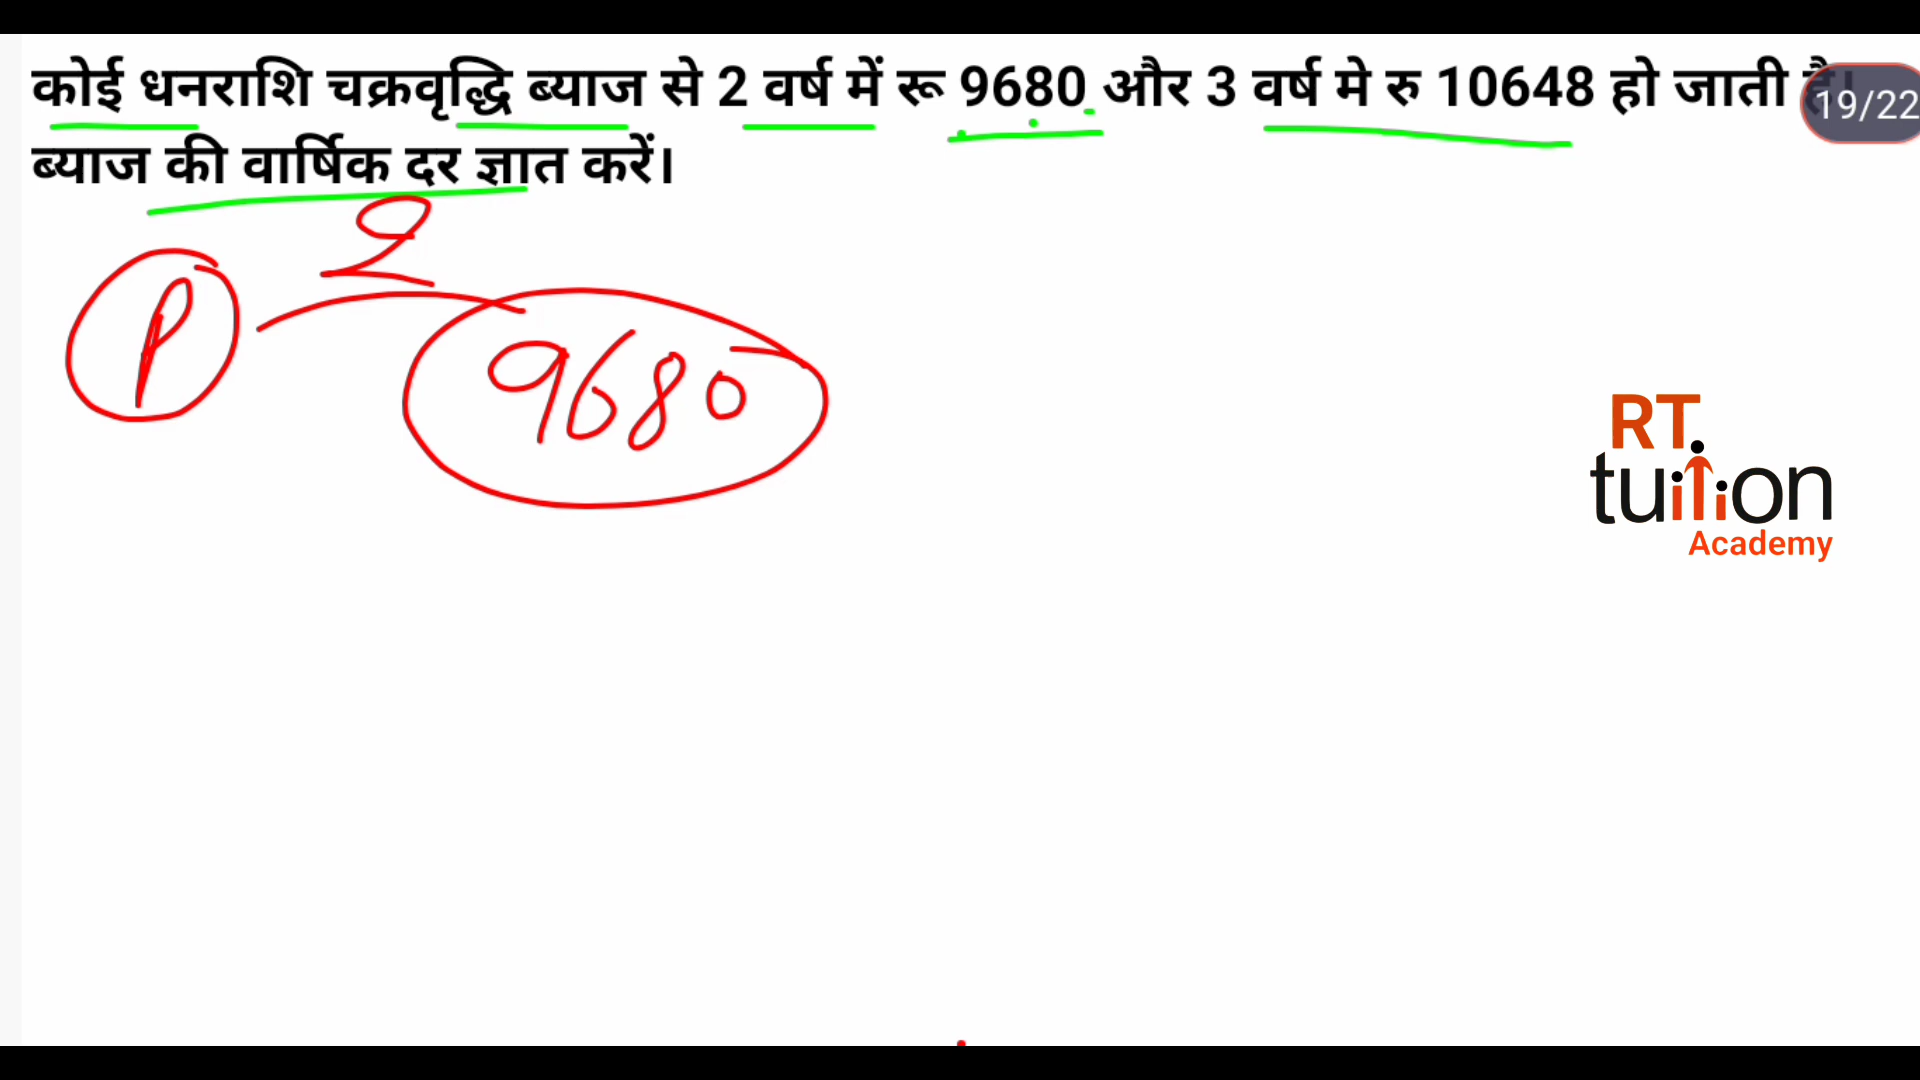 कोई धनराशि चक्रवृद्धि ब्याज से 2 वर्ष में रू 9680 और 3 वर्ष मे रु 10648 हो जाती है।
19/22
ब्याज की वार्षिक दर ज्ञात करें।
2
P
9680
RT
tuition
Academy